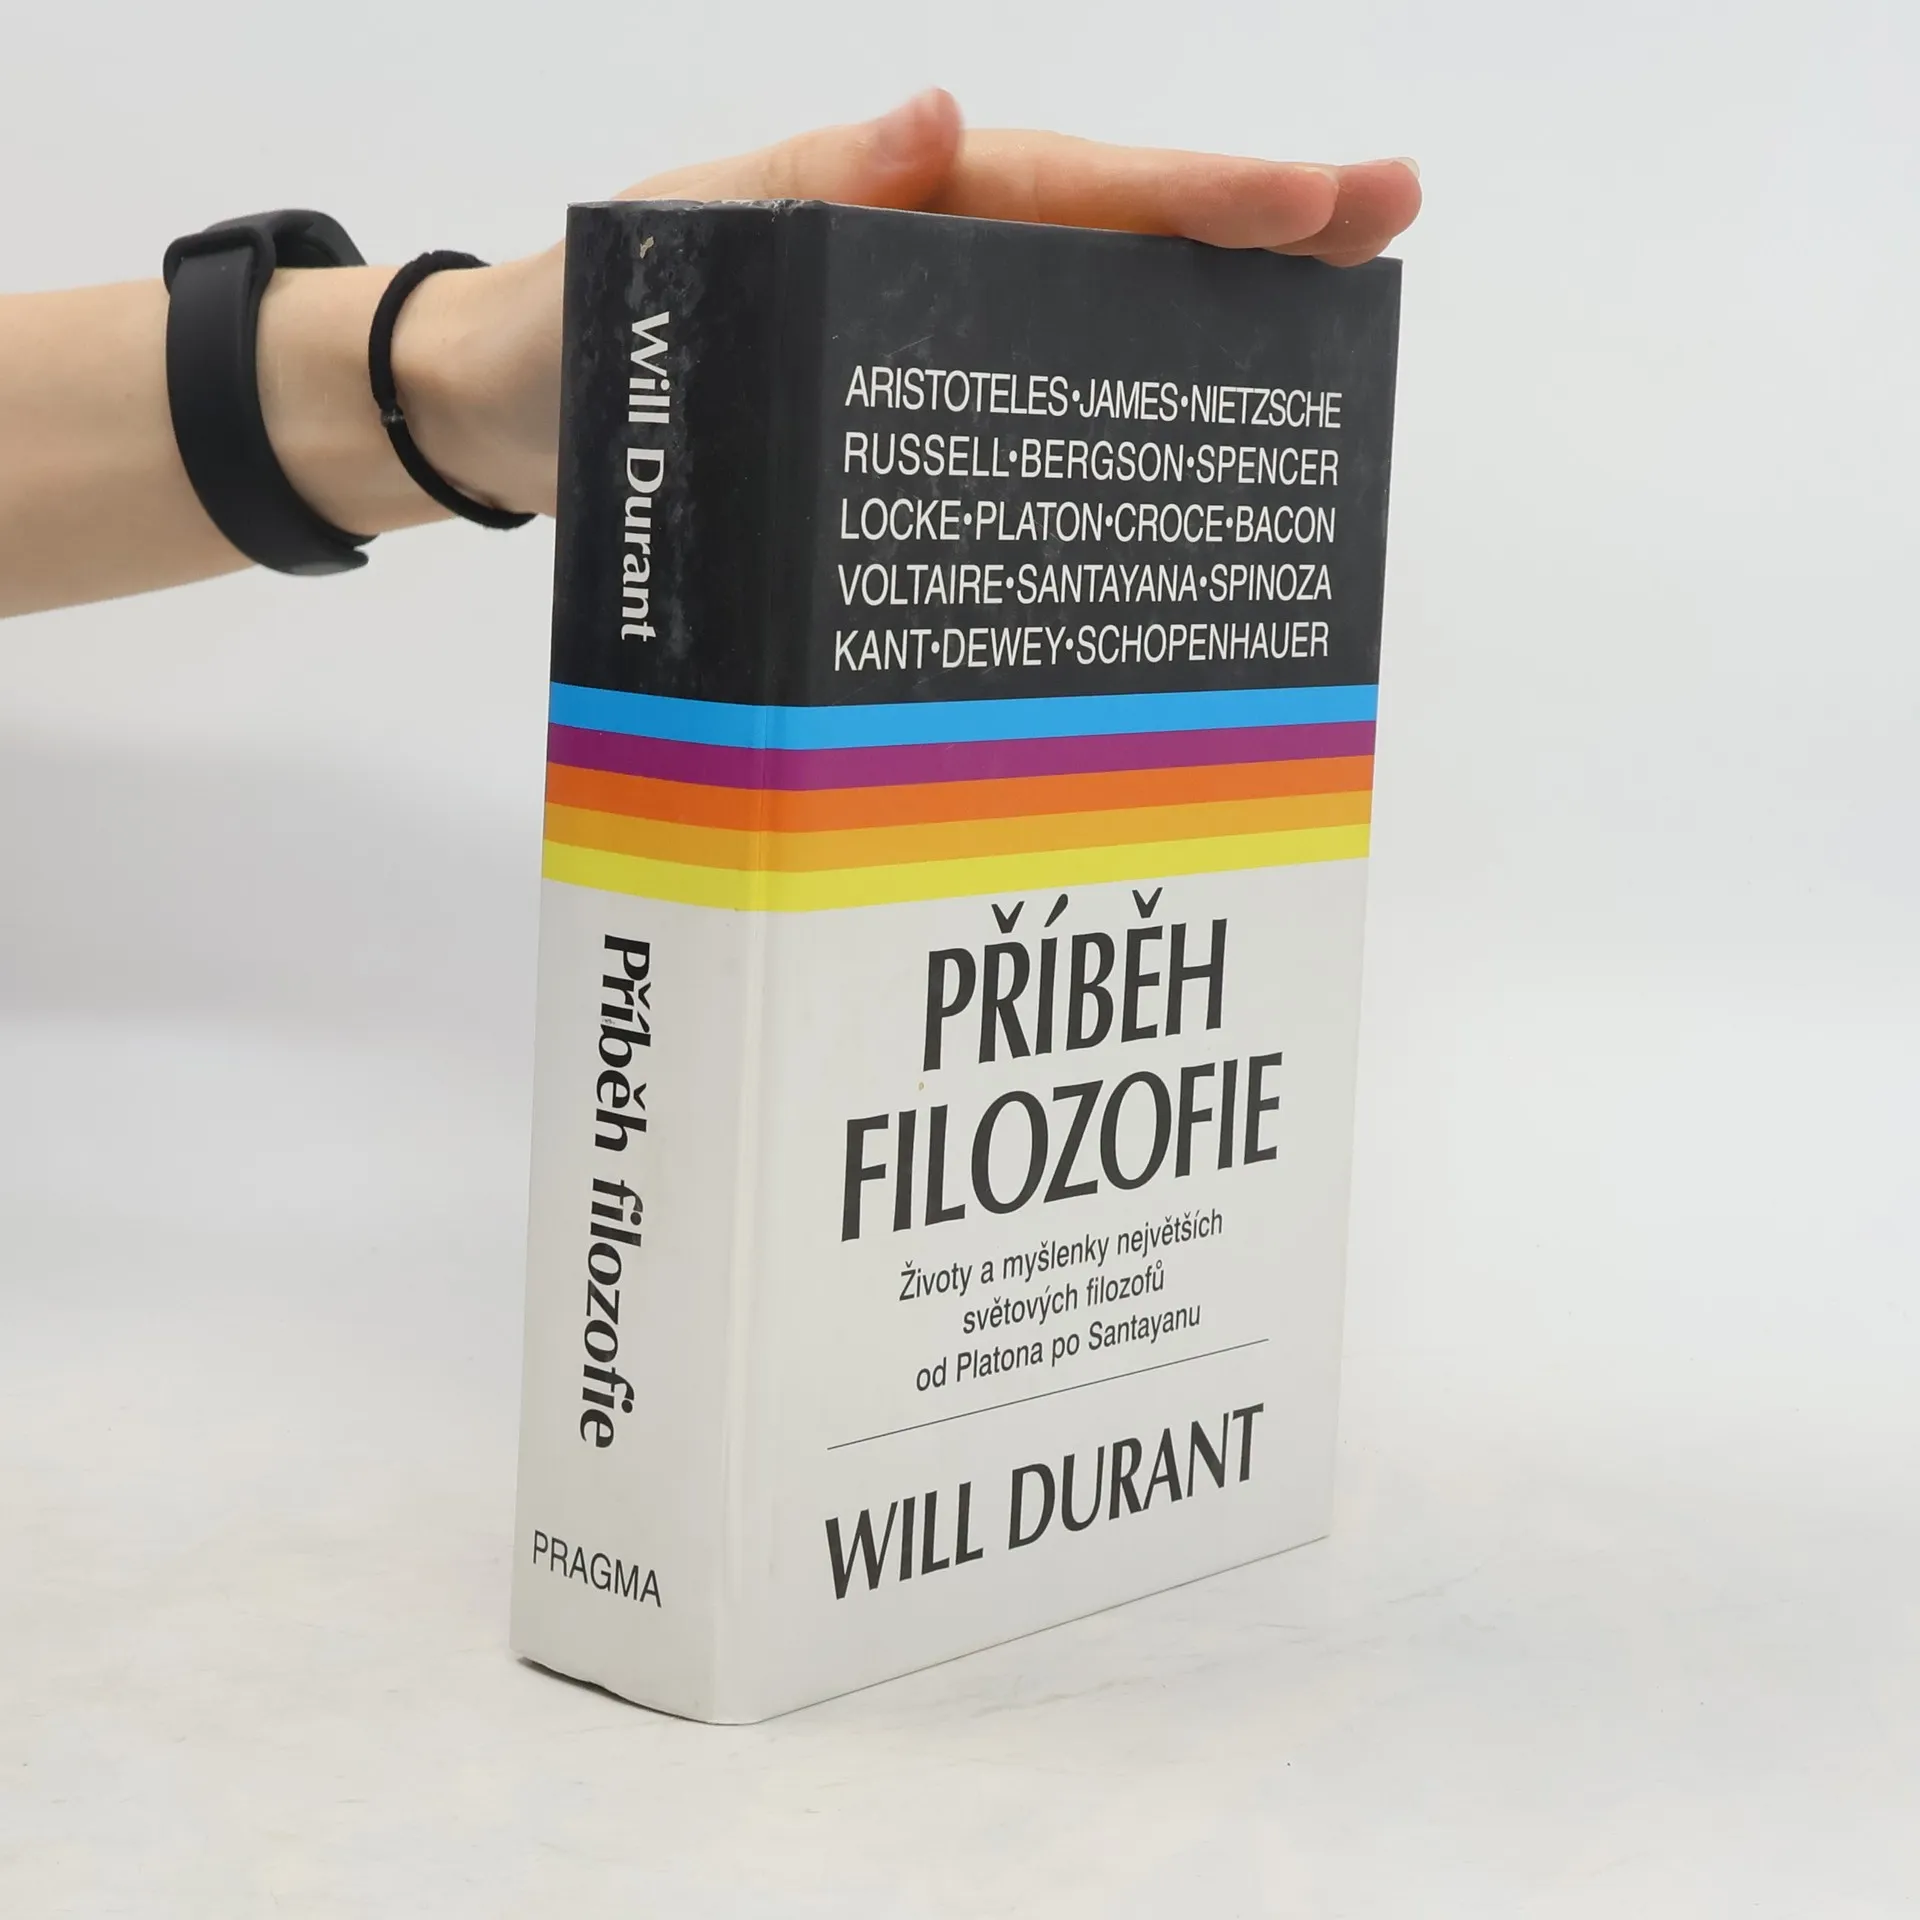 Will Durant
Příběh filozofie
PRAGMA
ARISTOTELES•JAMES•NIETZSCHE
RUSSELL•BERGSON•SPENCER
LOCKE•PLATON•CROCE•BACON
VOLTAIRE•SANTAYANA•SPINOZA
KANT•DEWEY•SCHOPENHAUER
PŘÍBĚH
FILOZOFIE
Životy a myšlenky největších
světových filozofů
od Platona po Santayanu
WILL DURANT